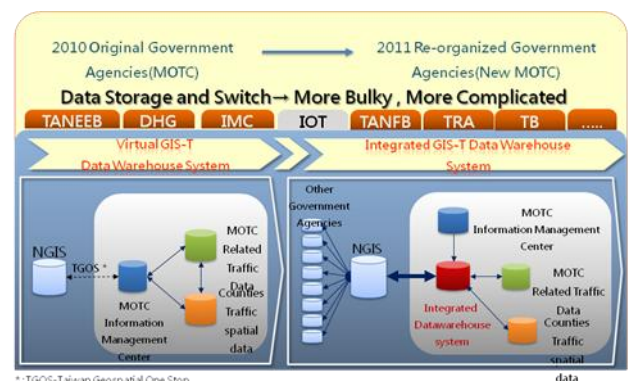 2010 Original Government
Agencies(MOTC)
2011 Re-organized Government
Agencies(New MOTC)
Data Storage and Switch→ More Bulky , More Complicated
TANEEB
DHG
IMC
IOT
TANFB
TRA
TB
.....
Virtual GIS-T
Data Warehouse System
Integrated GIS-T Data Warehouse
System
NGIS
TGOS *
MOTC
Information
Management
Center
MOTC
Related
Traffic
Data
Counties
Traffic
spatial
data
Other
Government
Agencies
NGIS
MOTC
Information Management
Center
Integrated
Datawarehouse
system
MOTC
Related Traffic
Data
Counties
Traffic
spatial
data
* :TGOS-Taiwan Geospatial One Stop